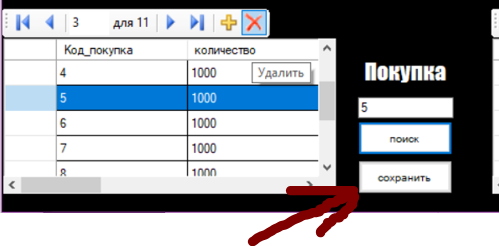 3 для 11
Код_покупка количество
4 1000
Удалить
5 1000
6 1000
7 1000
8 1000
Покупка
5
поиск
сохранить